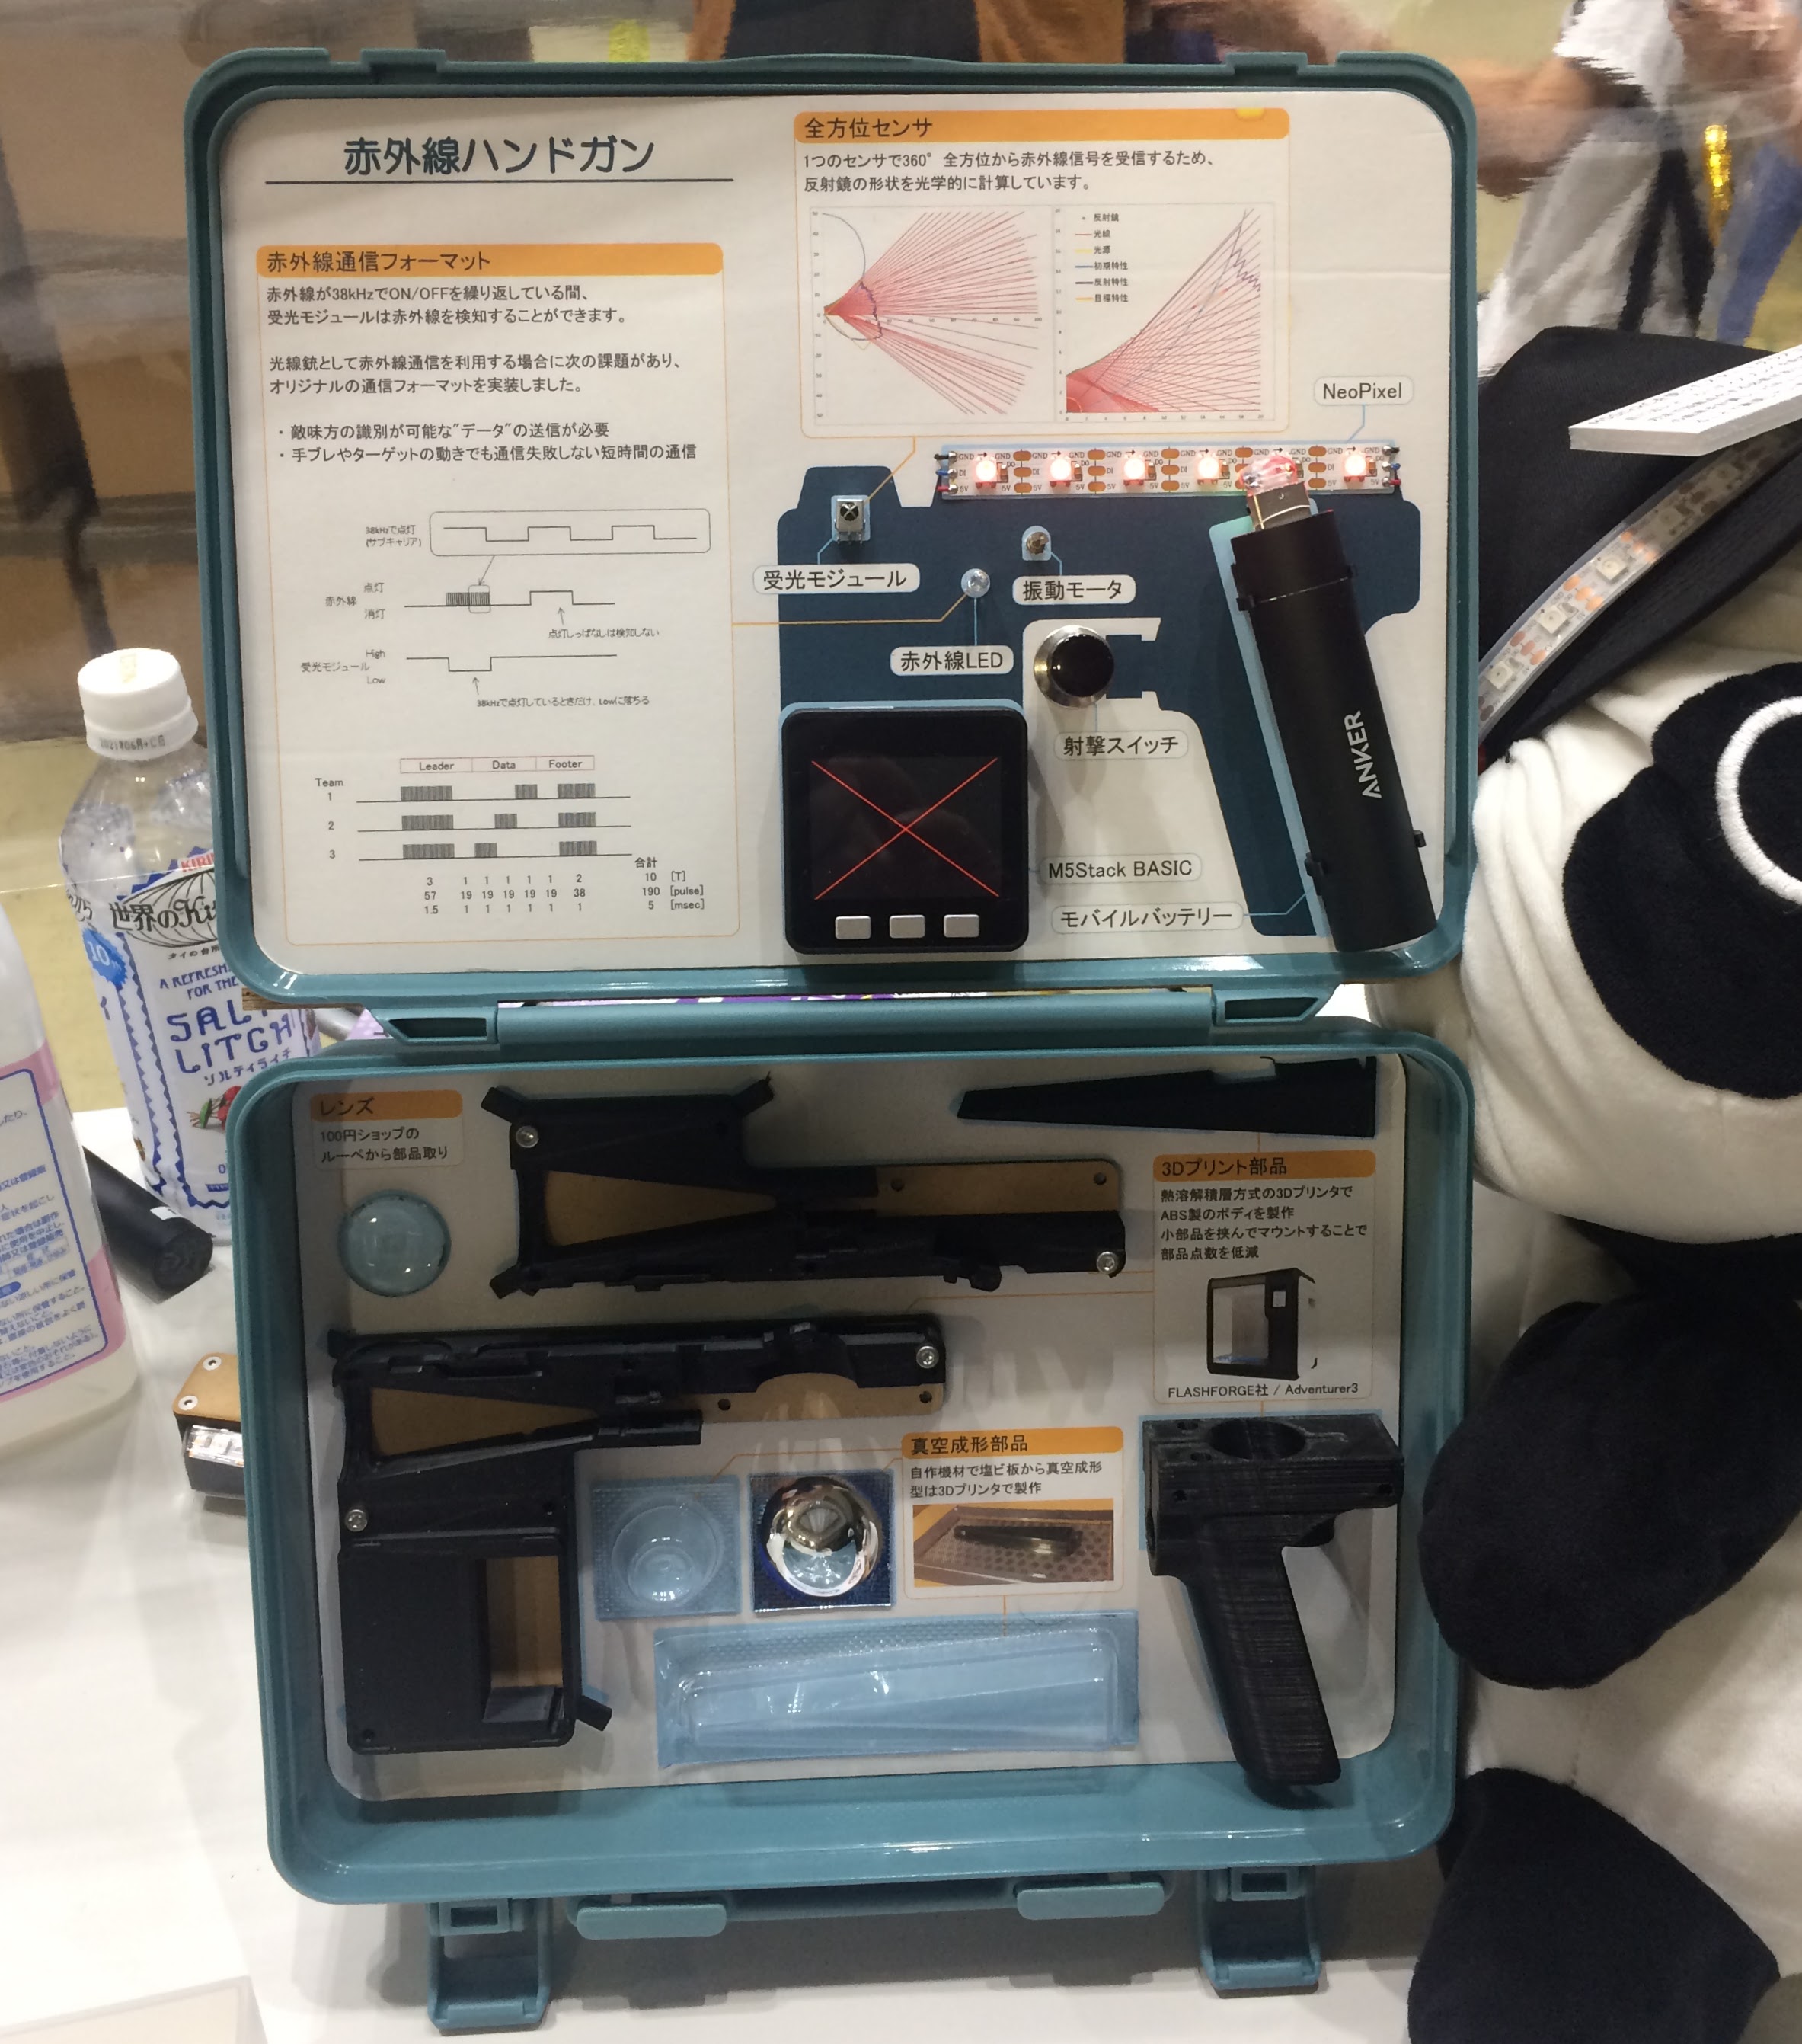 赤外線ハンドガン
赤外線通信フォーマット
赤外線が38kHzでON/OFFを繰り返している間、
受光モジュールは赤外線を検知することができます。
光線銃として赤外線通信を利用する場合に次の課題があり、
オリジナルの通信フォーマットを実装しました。
・敵味方の識別が可能な"データ"の送信が必要
・手ブレやターゲットの動きでも通信失敗しない短時間の通信
38kHzで点灯
(サブキャリア)
点灯
赤外線
消灯
点灯しっぱなしは検知しない
High
受光モジュール
Low
38kHzで点灯しているときだけ、Lowに落ちる
Leader Data Footer
Team
1
2
3
合計
3 1 1 1 1 1 2 10 [T]
57 19 19 19 19 19 38 190 [pulse]
1.5 1 1 1 1 1 1 5 [msec]
全方位センサ
1つのセンサで360°全方位から赤外線信号を受信するため、
反射鏡の形状を光学的に計算しています。
反射鏡
光線
光源
初期特性
反射特性
目標特性
NeoPixel
受光モジュール
振動モータ
赤外線LED
射撃スイッチ
ANKER
M5Stack BASIC
モバイルバッテリー
レンズ
100円ショップの
ルーペから部品取り
3Dプリント部品
熱溶解積層方式の3Dプリンタで
ABS製のボディを製作
小部品を挟んでマウントすることで
部品点数を低減
FLASHFORGE社 / Adventurer3
真空成形部品
自作機材で塩ビ板から真空成形
型は3Dプリンタで製作
KIRIN
世界のKit
A REFRESH
FOR THE
SALT
LITCH
ソルティライチ